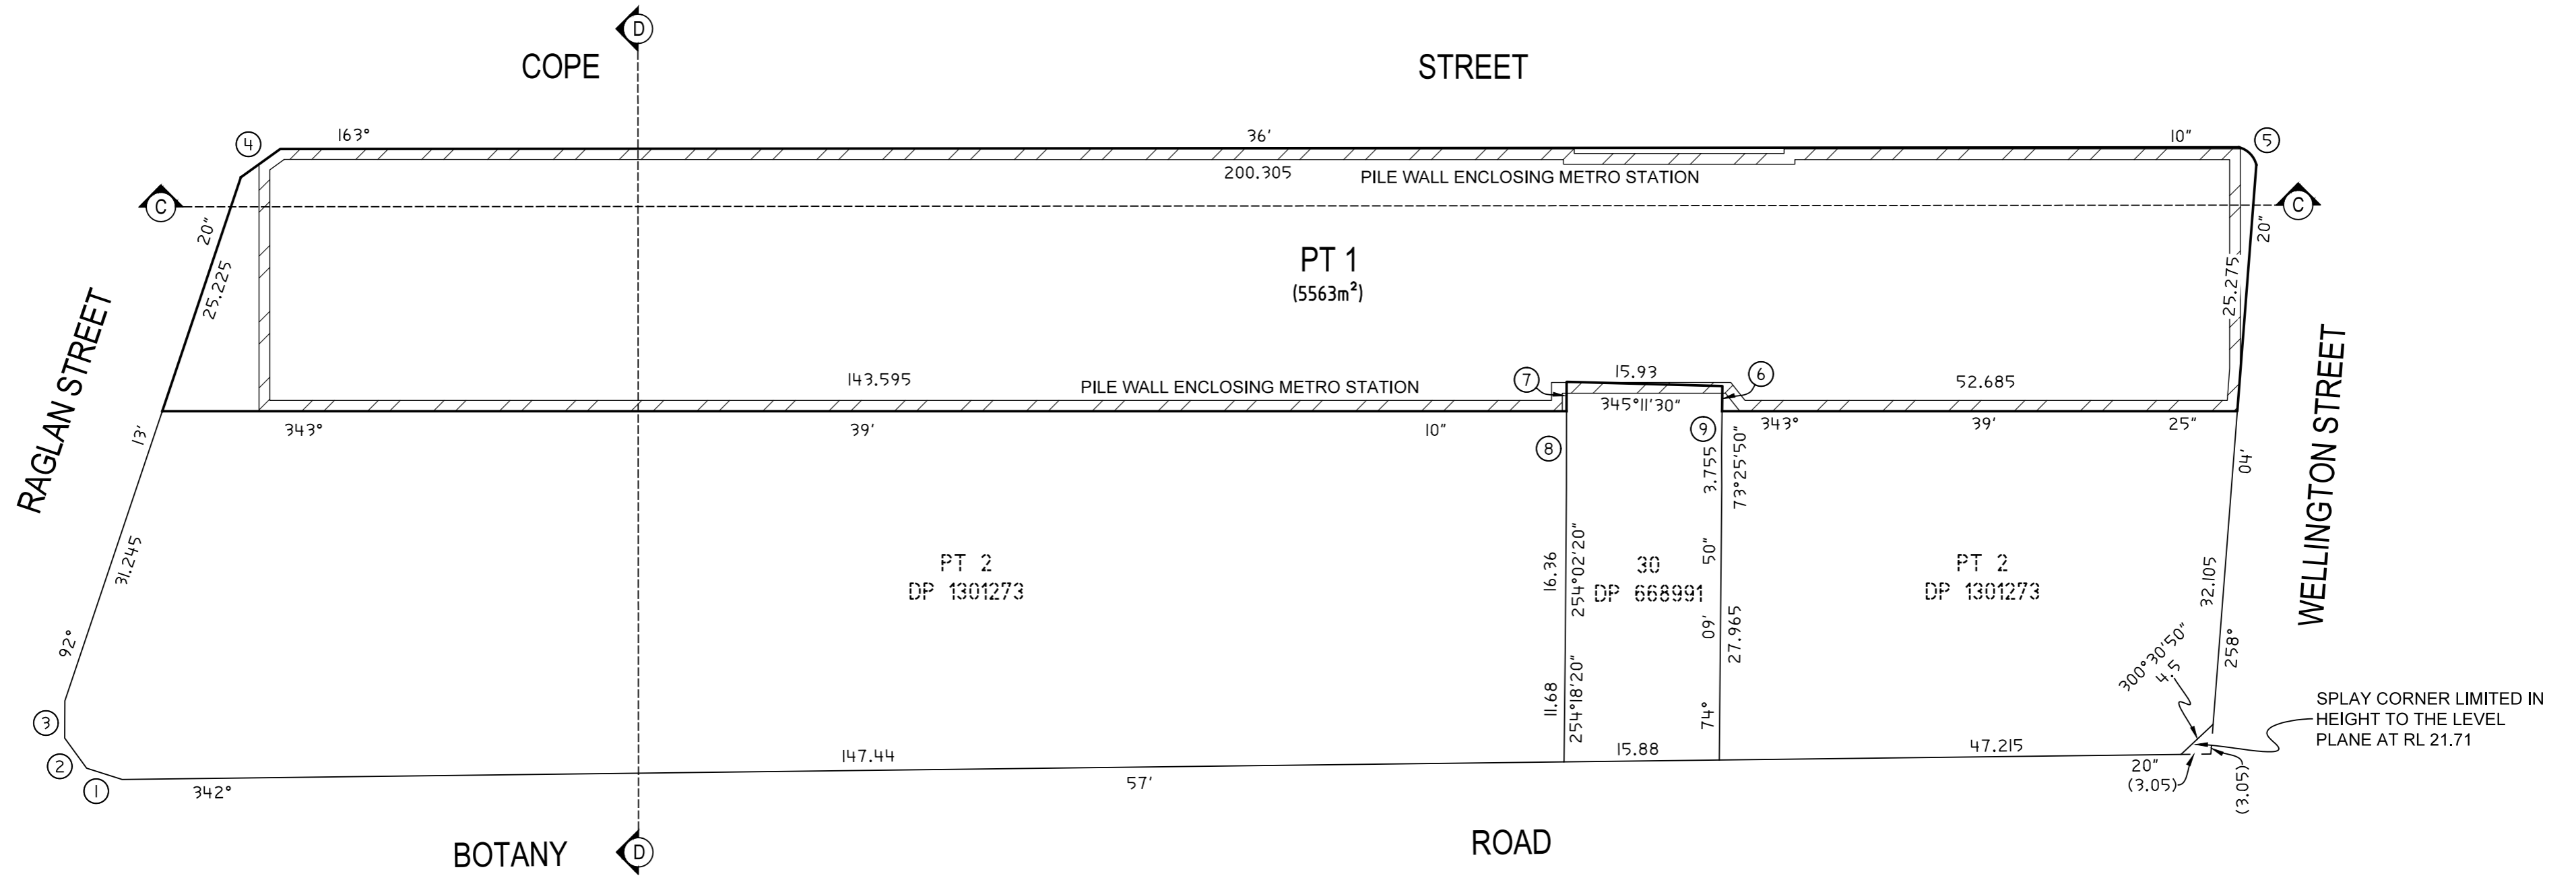 D
COPE
STREET
163°
36'
10"
4
5
200.305
PILE WALL ENCLOSING METRO STATION
C
C
20"
20"
25.225
25.275
PT 1
(5563m²)
RAGLAN STREET
WELLINGTON STREET
143.595
PILE WALL ENCLOSING METRO STATION
7
15.93
6
52.685
345°11'30"
13'
343°
39'
10"
8
9
343°
39'
25"
04'
3.755
73°25'50"
31.245
PT 2
DP 1301273
16.36
254°02'20"
30
DP 668991
50"
09'
27.965
PT 2
DP 1301273
32.105
92°
258°
300°30'50"
4.5
11.68
254°18'20"
74°
SPLAY CORNER LIMITED IN
HEIGHT TO THE LEVEL
PLANE AT RL 21.71
3
2
1
147.44
15.88
47.215
342°
57'
20"
(3.05)
(3.05)
BOTANY
D
ROAD